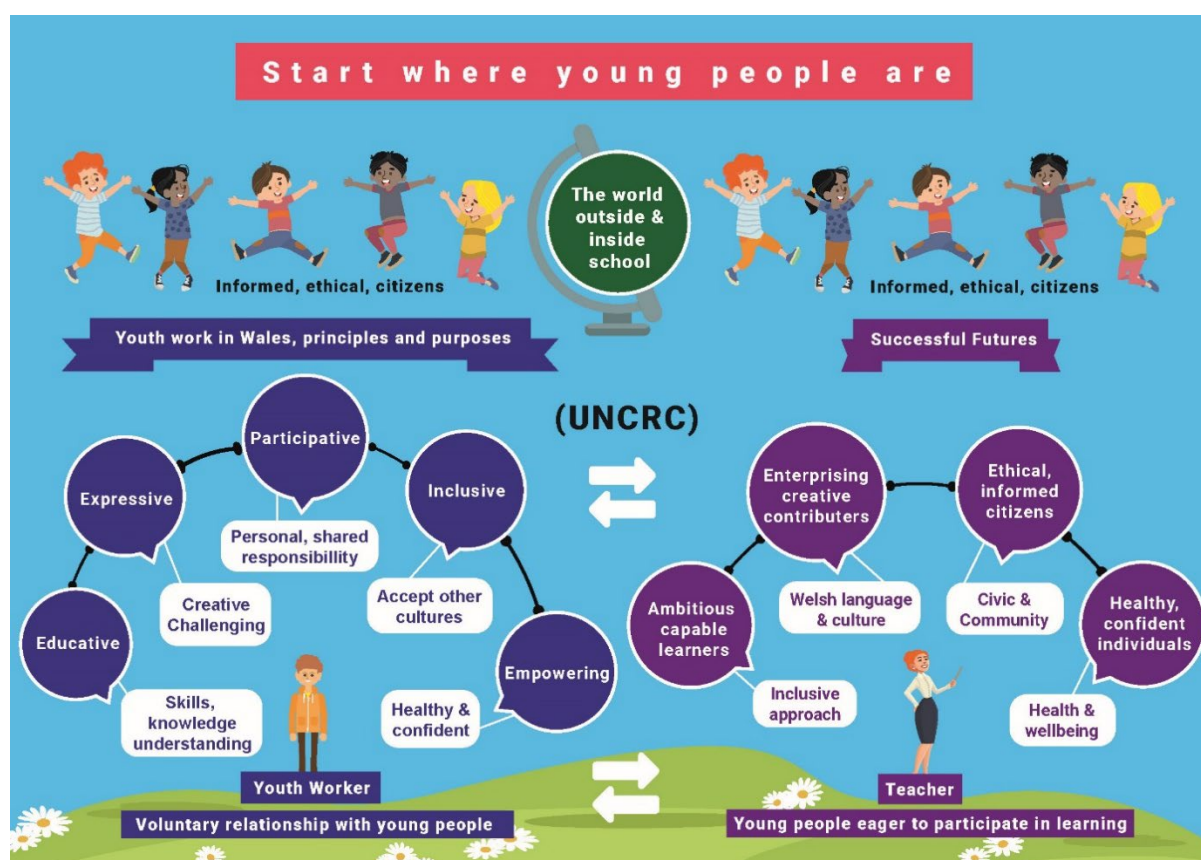 Start where young people are
The world
outside &
inside
school
Informed, ethical, citizens
Informed, ethical, citizens
Youth work in Wales, principles and purposes
Successful Futures
(UNCRC)
Educative
Skills,
knowledge
understanding
Expressive
Creative
Challenging
Participative
Personal, shared
responsibillity
Inclusive
Accept other
cultures
Empowering
Healthy &
confident
Ambitious
capable
learners
Inclusive
approach
Enterprising
creative
contributers
Welsh language
& culture
Ethical,
informed
citizens
Civic &
Community
Healthy,
confident
individuals
Health &
wellbeing
Youth Worker
Voluntary relationship with young people
Teacher
Young people eager to participate in learning